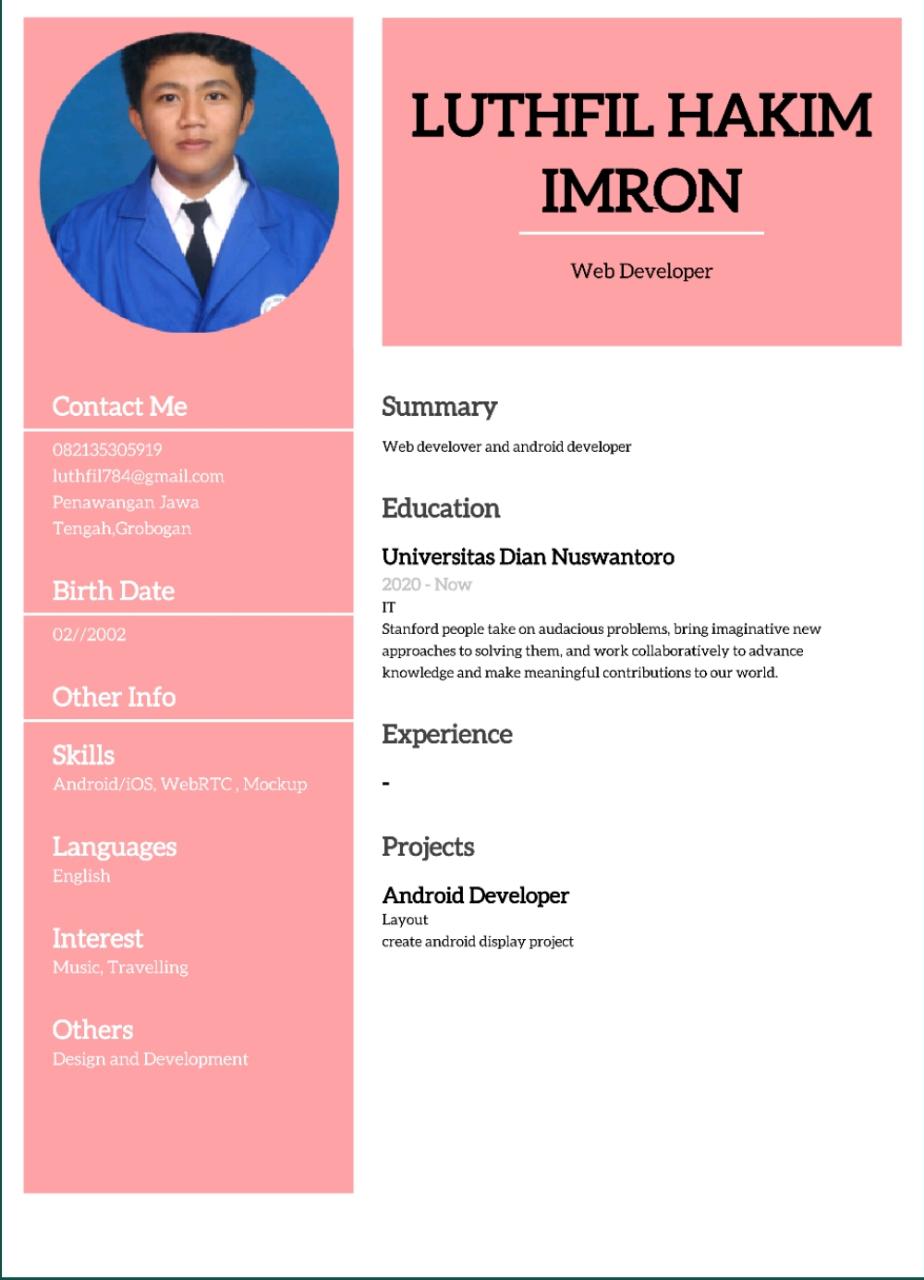 LUTHFIL HAKIM
IMRON
Web Developer
Contact Me
082135305919
luthfil784@gmail.com
Penawangan Jawa
Tengah,Grobogan
Birth Date
02//2002
Other Info
Skills
Android/iOS, WebRTC , Mockup
Languages
English
Interest
Music, Travelling
Others
Design and Development
Summary
Web develover and android developer
Education
Universitas Dian Nuswantoro
2020 - Now
IT
Stanford people take on audacious problems, bring imaginative new
approaches to solving them, and work collaboratively to advance
knowledge and make meaningful contributions to our world.
Experience
-
Projects
Android Developer
Layout
create android display project